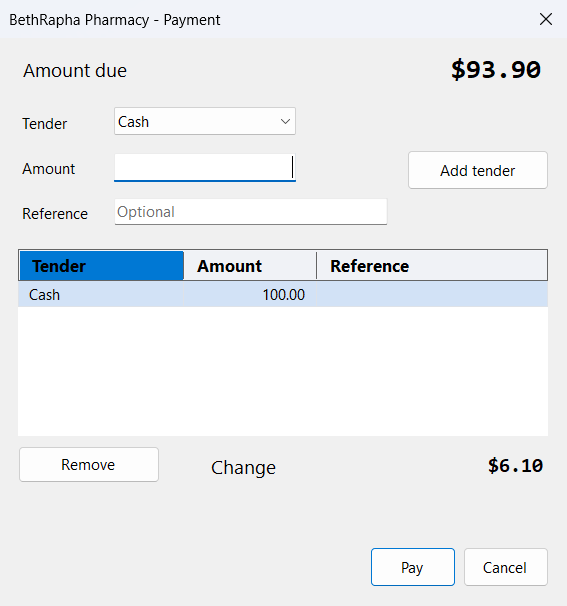 BethRapha Pharmacy - Payment
Amount due $93.90
Tender Cash
Amount Add tender
Reference Optional
Tender Amount Reference
Cash 100.00
Remove Change $6.10
Pay Cancel